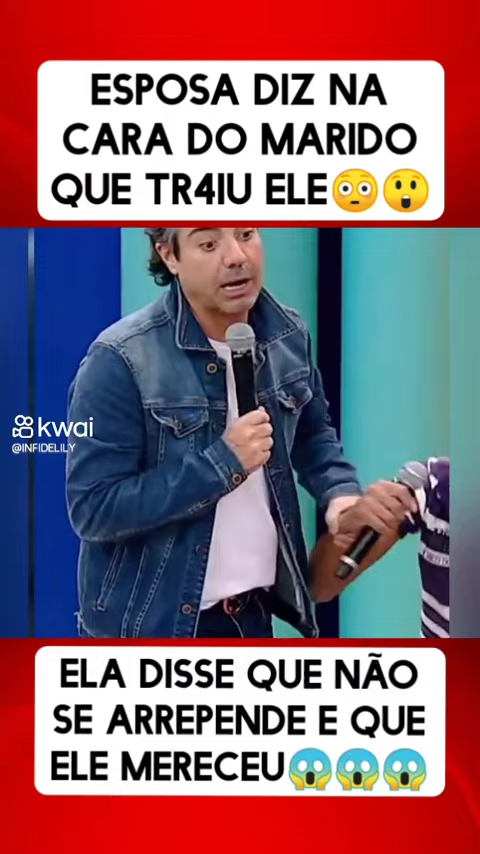 ESPOSA DIZ NA
CARA DO MARIDO
QUE TR4IU ELE😳😲
kwai
@INFIDELILY
ELA DISSE QUE NÃO
SE ARREPENDE E QUE
ELE MERECEU😱😱😱